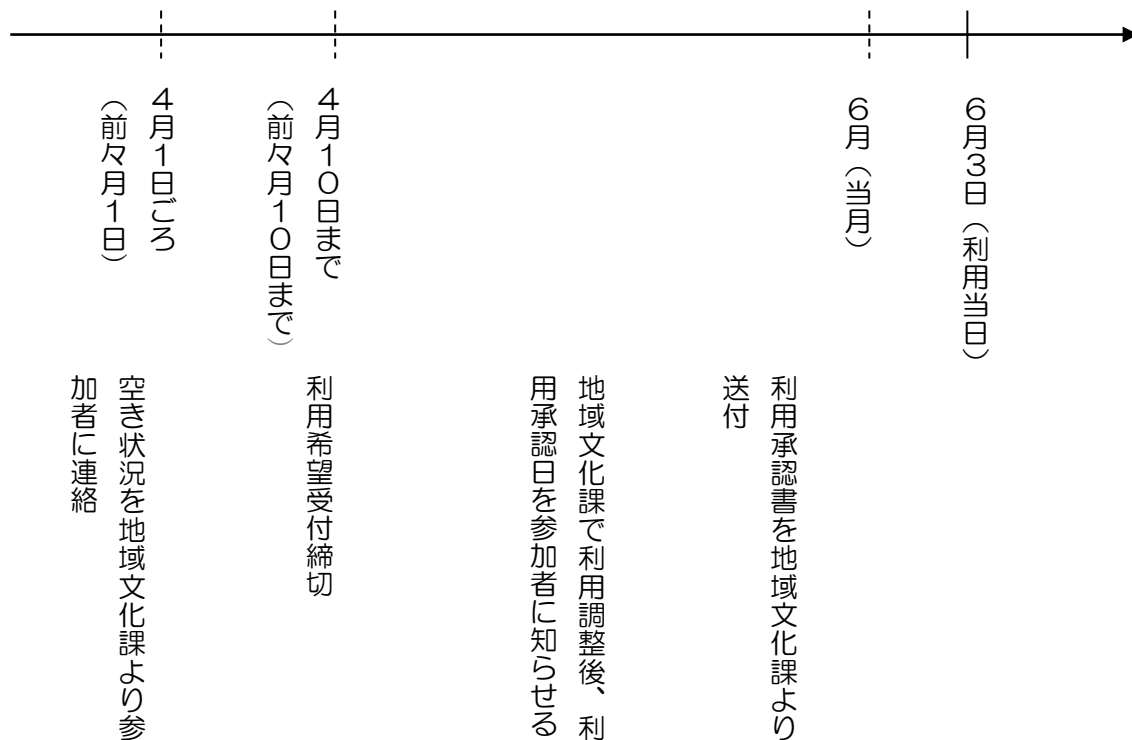 4月1日ごろ
(前々月1日)
4月10日まで
(前々月10日まで)
6月(当月)
6月3日(利用当日)
空き状況を地域文化課より参
加者に連絡
利用希望受付締切
地域文化課で利用調整後、利
用承認日を参加者に知らせる
利用承認書を地域文化課より
送付